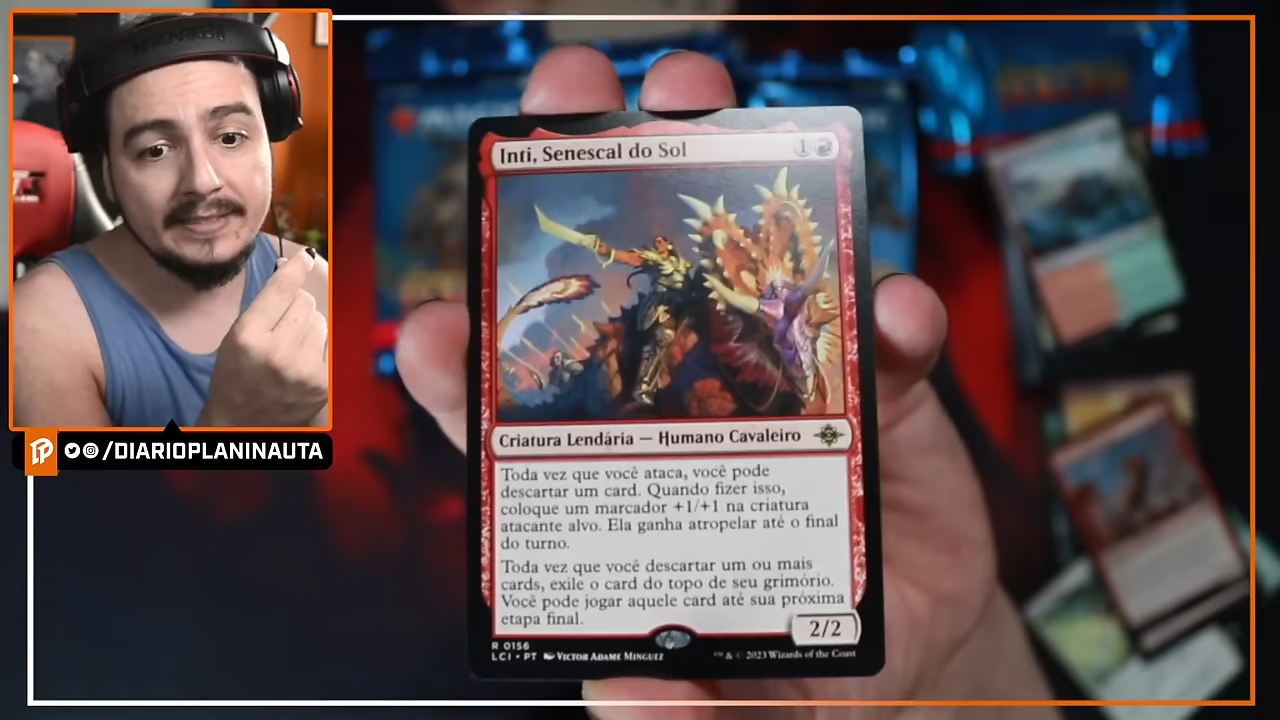 Inti, Senescal do Sol 1
Criatura Lendária — Humano Cavaleiro
Toda vez que você ataca, você pode
descartar um card. Quando fizer isso,
coloque um marcador +1/+1 na criatura
atacante alvo. Ela ganha atropelar até o final
do turno.
Toda vez que você descartar um ou mais
cards, exile o card do topo de seu grimório.
Você pode jogar aquele card até sua próxima
etapa final.
2/2
R 0156
LCI • PT Victor Adame Minguez
™ & © 2023 Wizards of the Coast
/DIARIOPLANINAUTA